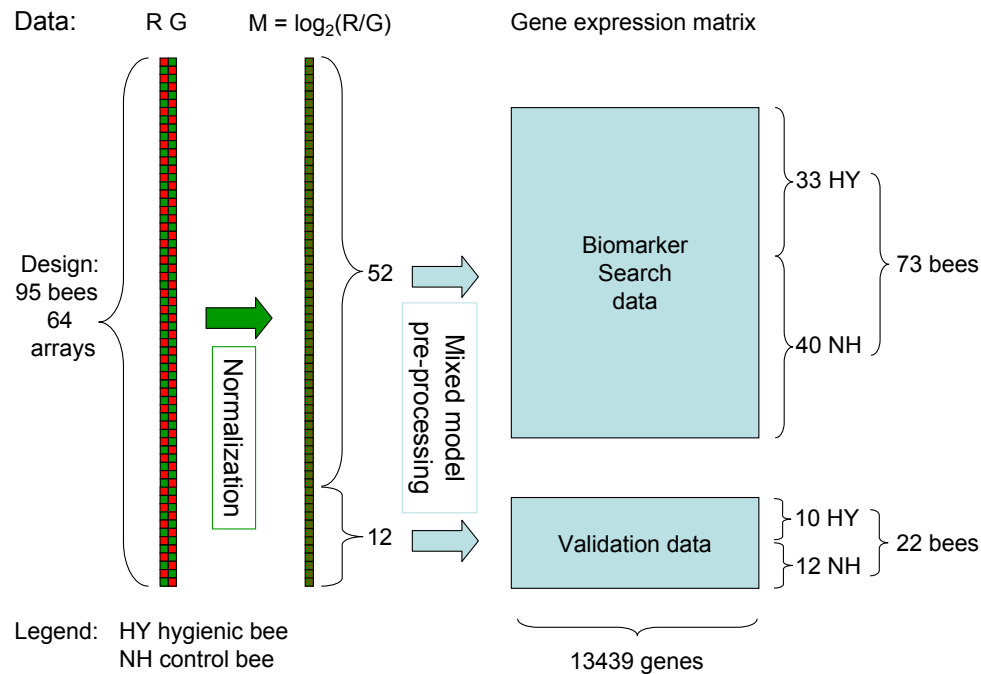 Data:
R G
M = log₂(R/G)
Gene expression matrix
Design:
95 bees
64
arrays
Normalization
52
12
Mixed model
pre-processing
Biomarker
Search
data
33 HY
40 NH
73 bees
Validation data
10 HY
12 NH
22 bees
13439 genes
Legend: HY hygienic bee
NH control bee